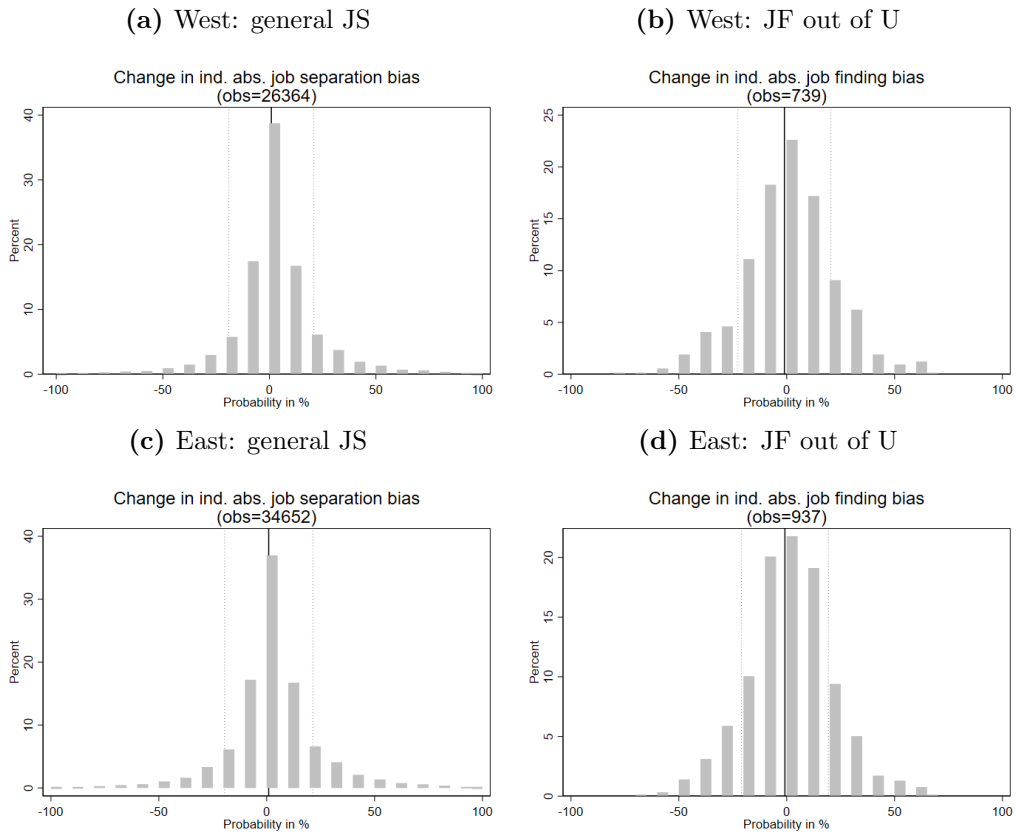 (a) West: general JS
Change in ind. abs. job separation bias
(obs=26364)
40
30
20
10
0
Percent
-100
-50
0
50
100
Probability in %
(b) West: JF out of U
Change in ind. abs. job finding bias
(obs=739)
25
20
15
10
5
0
Percent
-100
-50
0
50
100
Probability in %
(c) East: general JS
Change in ind. abs. job separation bias
(obs=34652)
40
30
20
10
0
Percent
-100
-50
0
50
100
Probability in %
(d) East: JF out of U
Change in ind. abs. job finding bias
(obs=937)
20
15
10
5
0
Percent
-100
-50
0
50
100
Probability in %